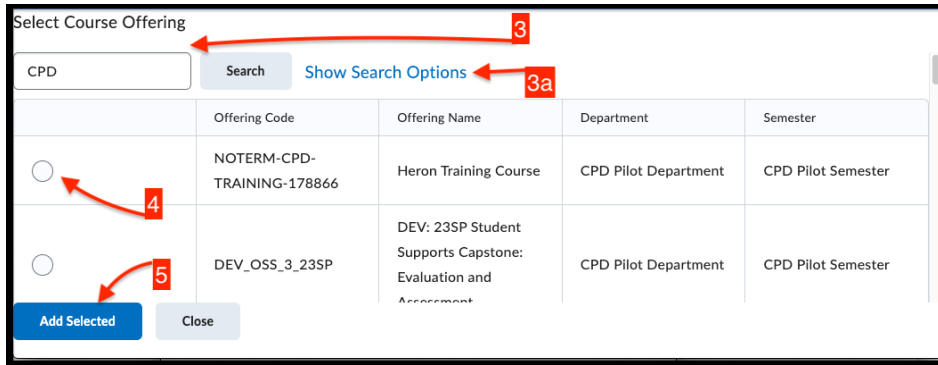 Select Course Offering
3
CPD
Search
Show Search Options
3a
Offering Code
Offering Name
Department
Semester
NOTERM-CPD-
TRAINING-178866
Heron Training Course
CPD Pilot Department
CPD Pilot Semester
4
DEV_OSS_3_23SP
DEV: 23SP Student
Supports Capstone:
Evaluation and
Assessment
CPD Pilot Department
CPD Pilot Semester
5
Add Selected
Close